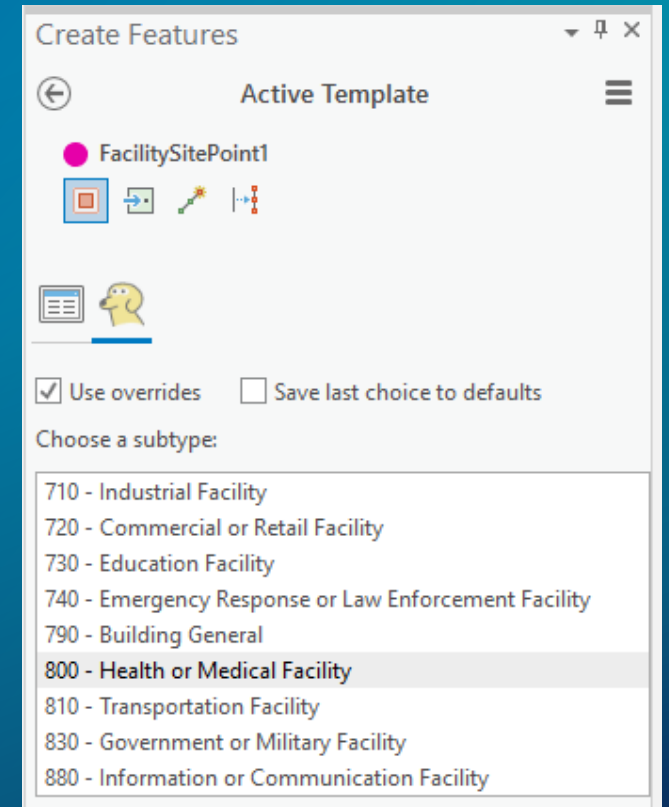 Create Features
Active Template
FacilitySitePoint1
Use overrides Save last choice to defaults
Choose a subtype:
710 - Industrial Facility
720 - Commercial or Retail Facility
730 - Education Facility
740 - Emergency Response or Law Enforcement Facility
790 - Building General
800 - Health or Medical Facility
810 - Transportation Facility
830 - Government or Military Facility
880 - Information or Communication Facility